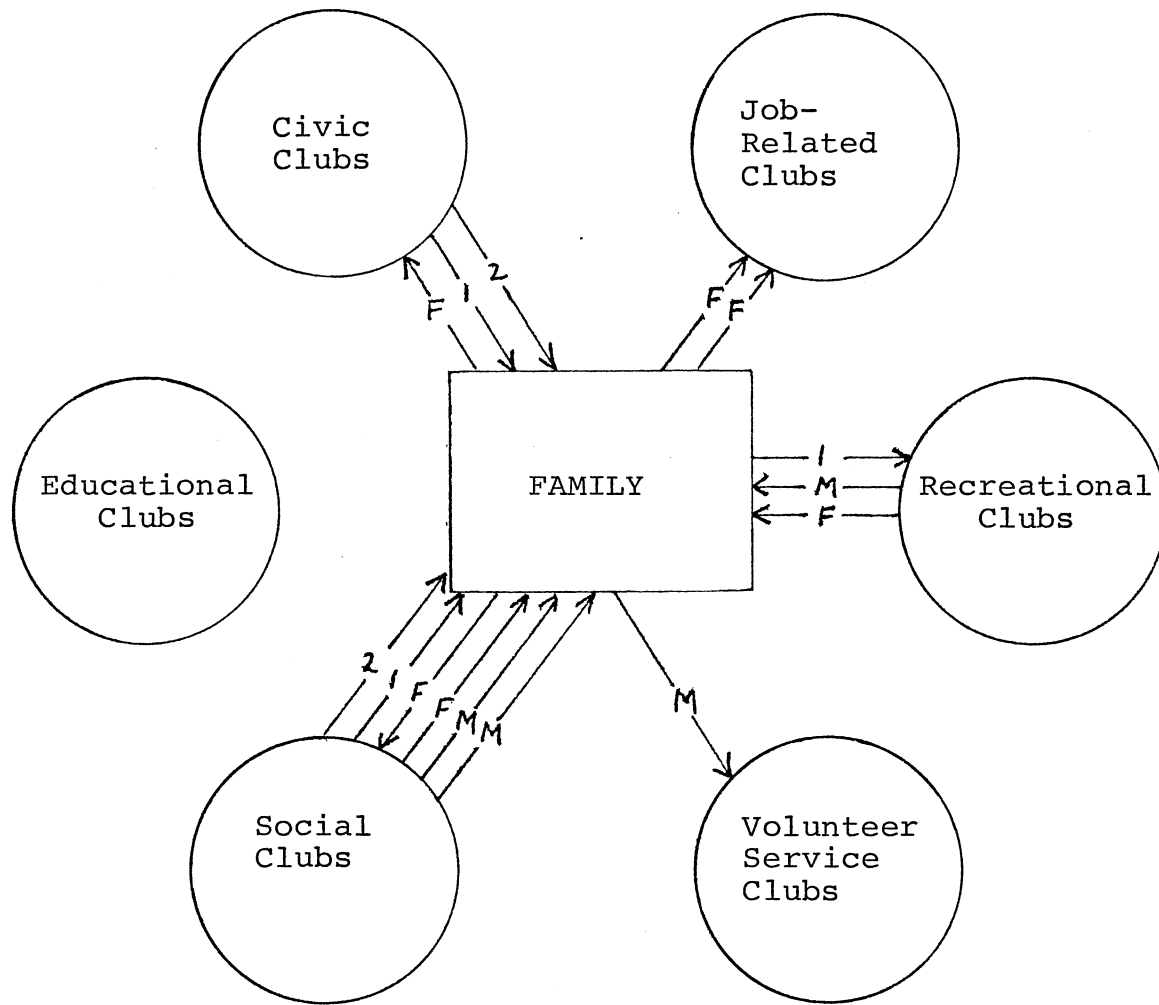 Civic
Clubs
Job-
Related
Clubs
2
1
F
F
F
Educational
Clubs
FAMILY
1
M
F
Recreational
Clubs
2
1
F
F
M
M
M
Social
Clubs
Volunteer
Service
Clubs